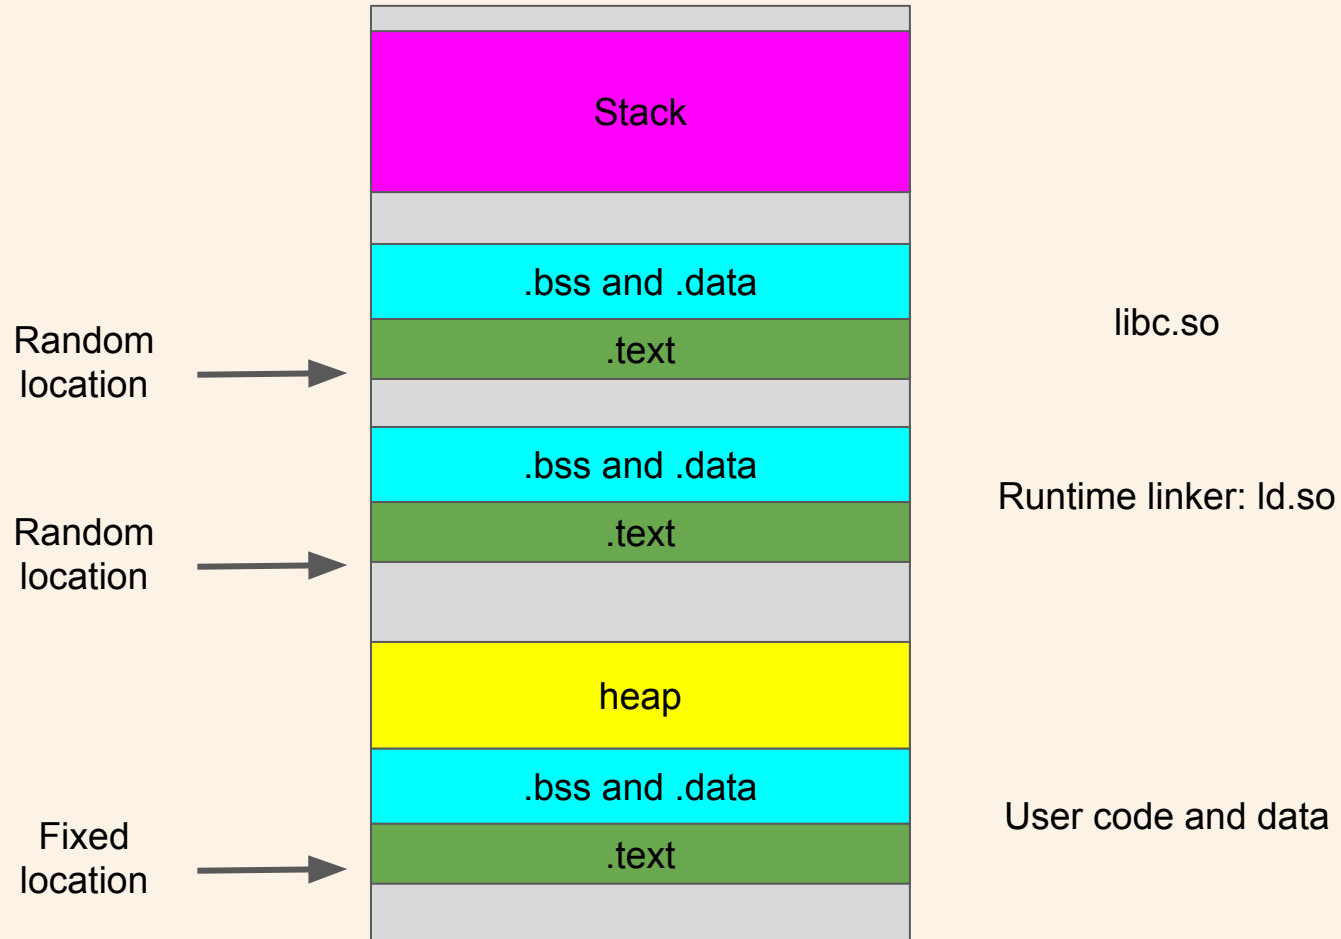 Stack
.bss and .data
libc.so
Random
location
.text
.bss and .data
Runtime linker: ld.so
Random
location
.text
heap
.bss and .data
User code and data
Fixed
location
.text